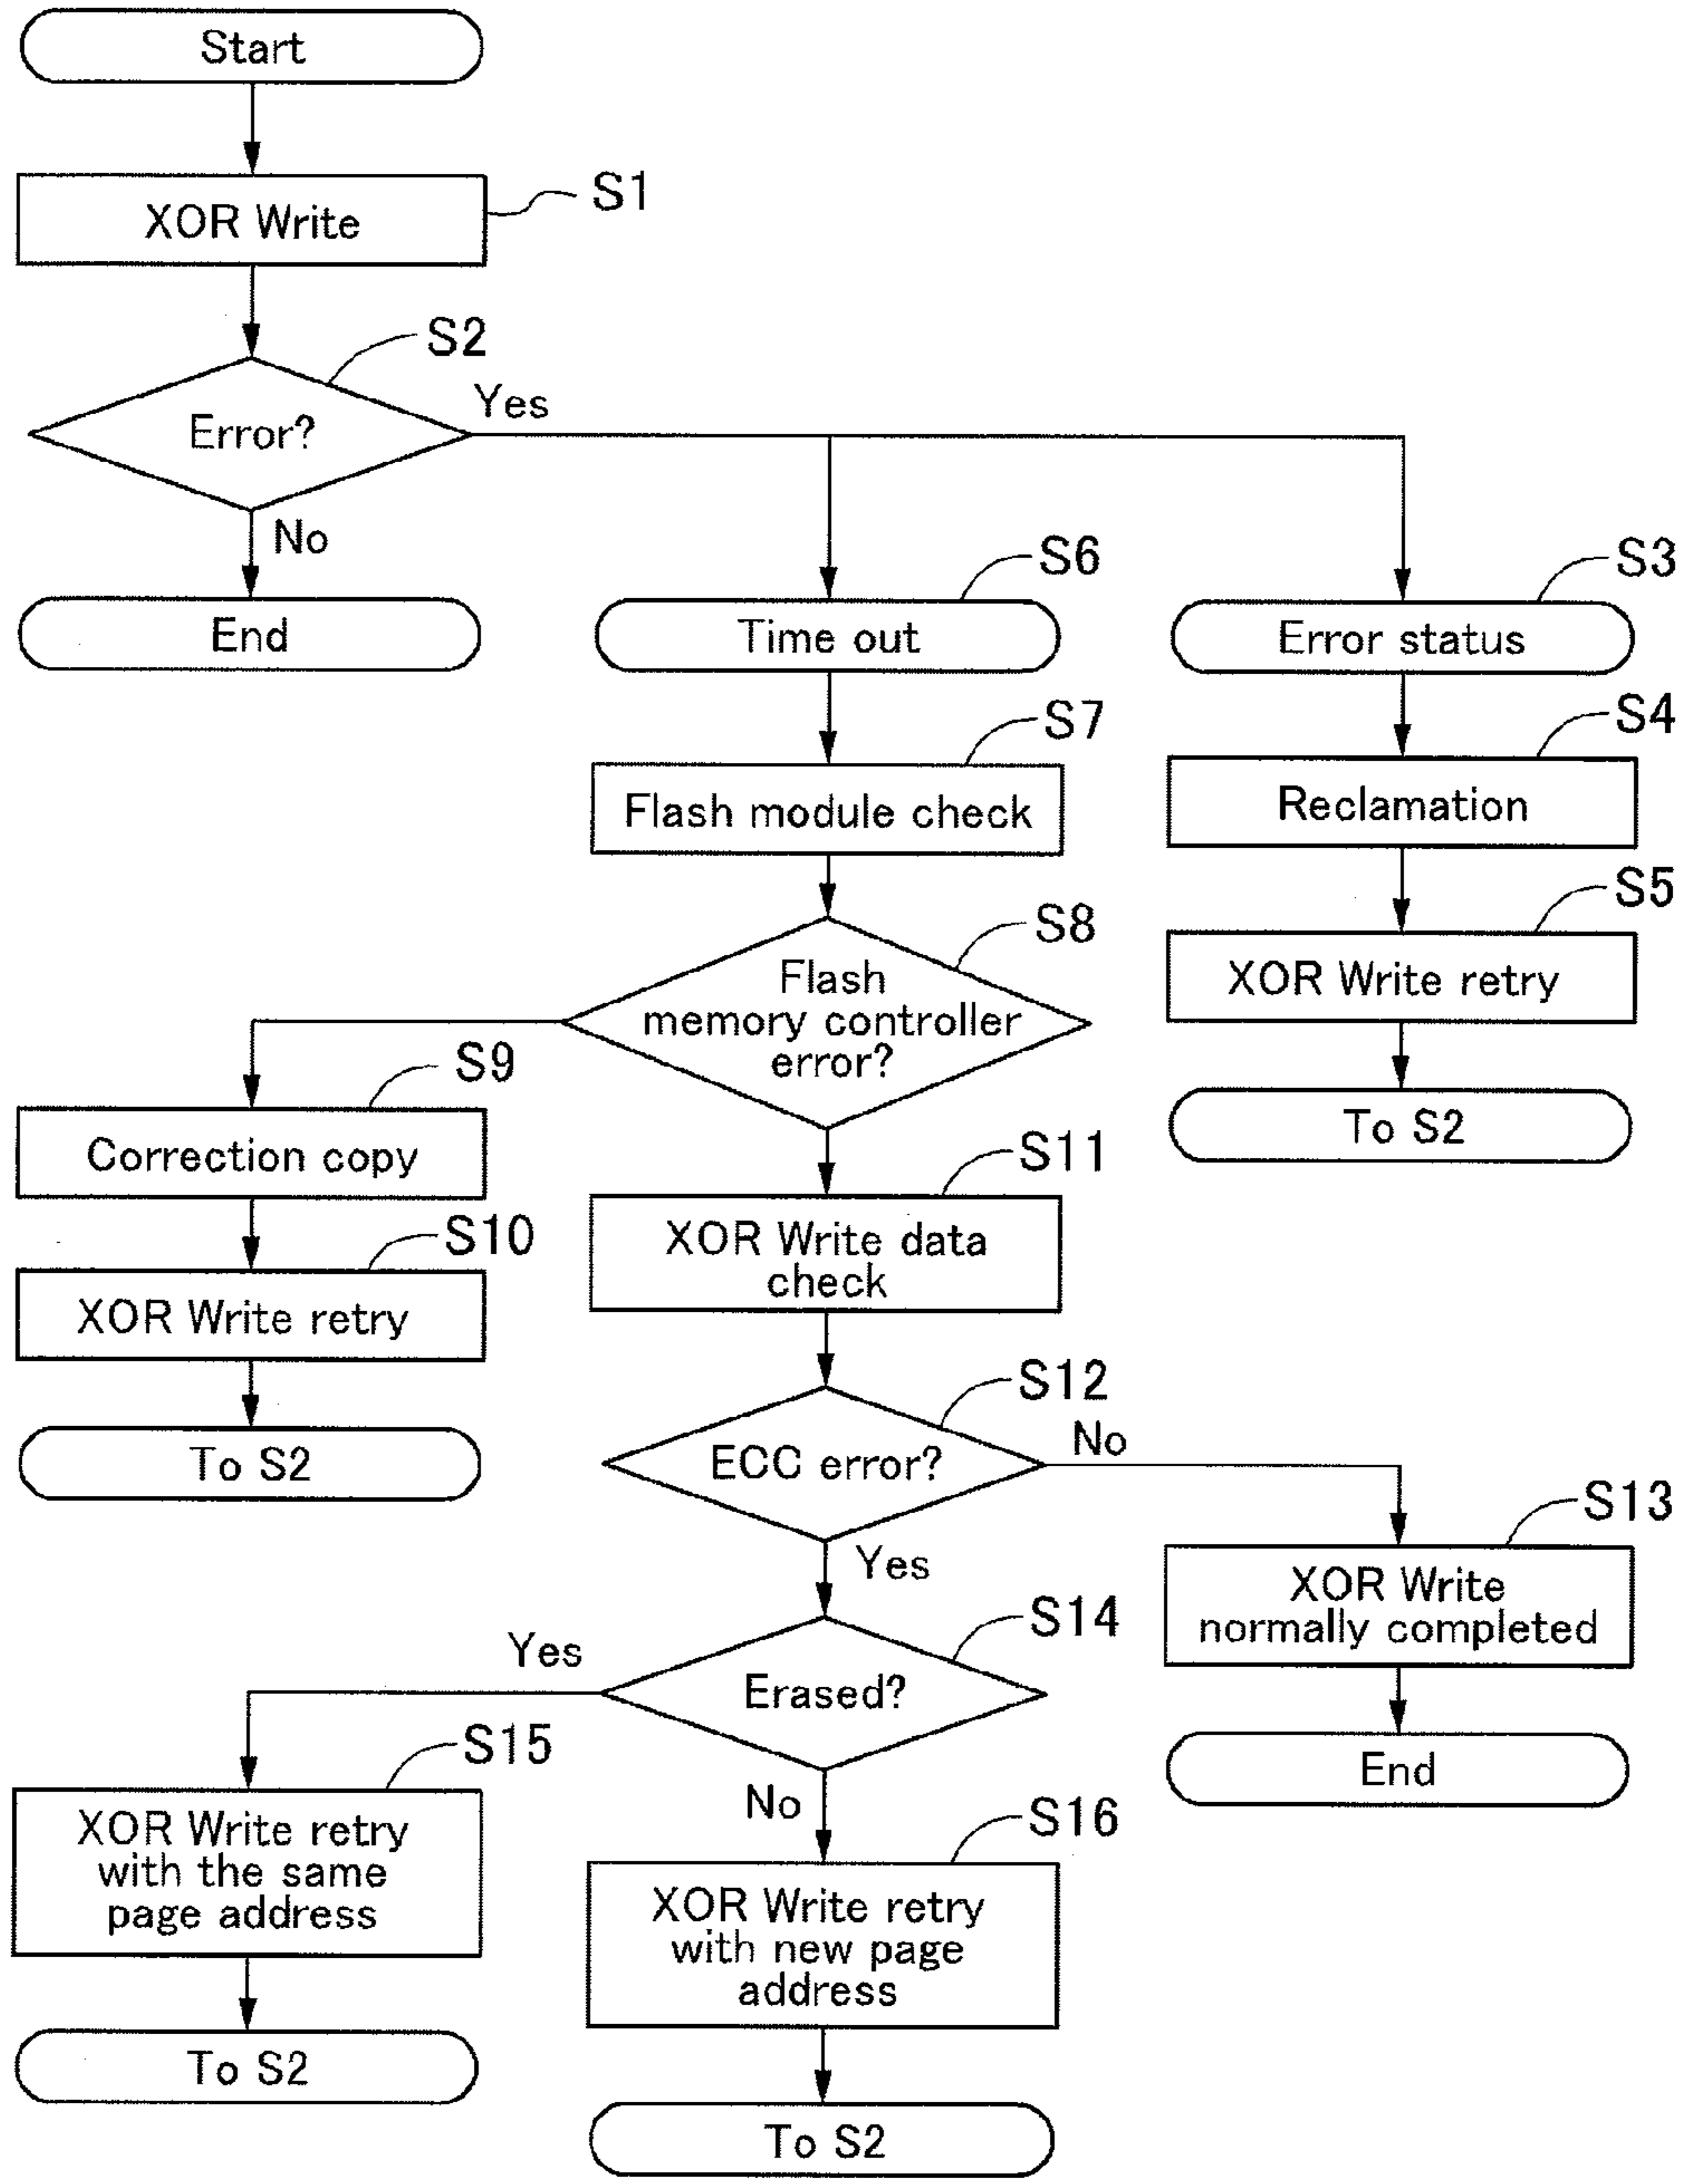 Start
XOR Write
S1
S2
Error?
Yes
No
End
S6
Time out
S3
Error status
S7
Flash module check
S4
Reclamation
S8
Flash
memory controller
error?
S5
XOR Write retry
To S2
S9
Correction copy
S10
XOR Write retry
To S2
S11
XOR Write data
check
S12
ECC error?
No
Yes
S13
XOR Write
normally completed
End
S14
Erased?
Yes
No
S15
XOR Write retry
with the same
page address
To S2
S16
XOR Write retry
with new page
address
To S2